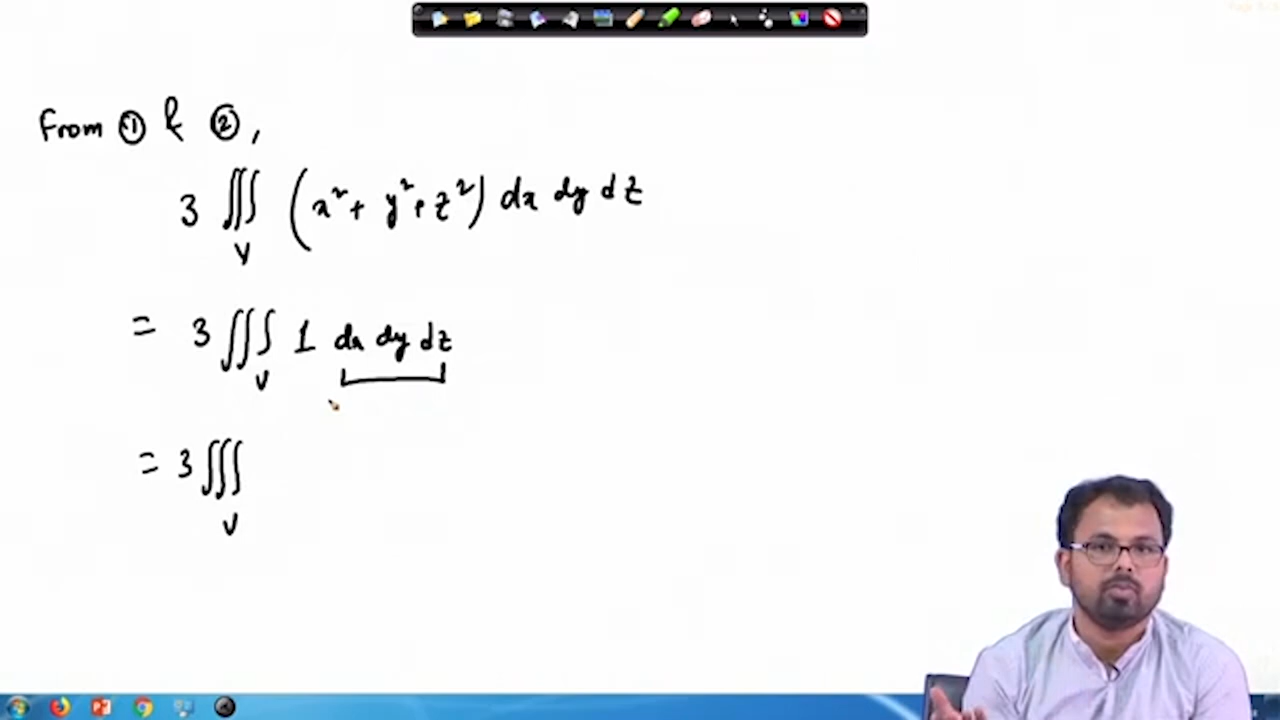 From ① & ②,
3 ∭_V (x² + y² + z²) dx dy dz
= 3 ∭_V 1 dx dy dz
= 3 ∭_V